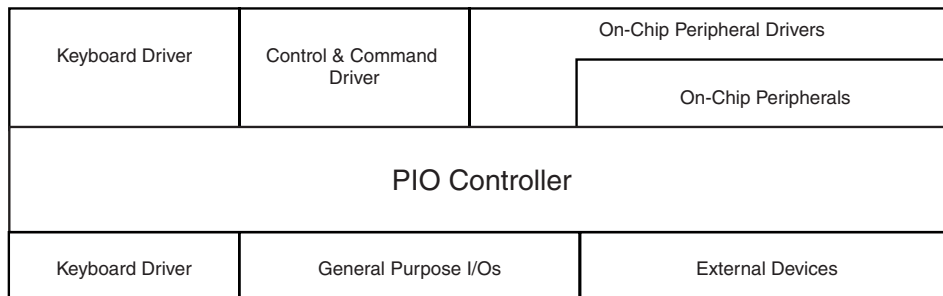 Keyboard Driver
Control & Command
Driver
On-Chip Peripheral Drivers
On-Chip Peripherals
PIO Controller
Keyboard Driver
General Purpose I/Os
External Devices